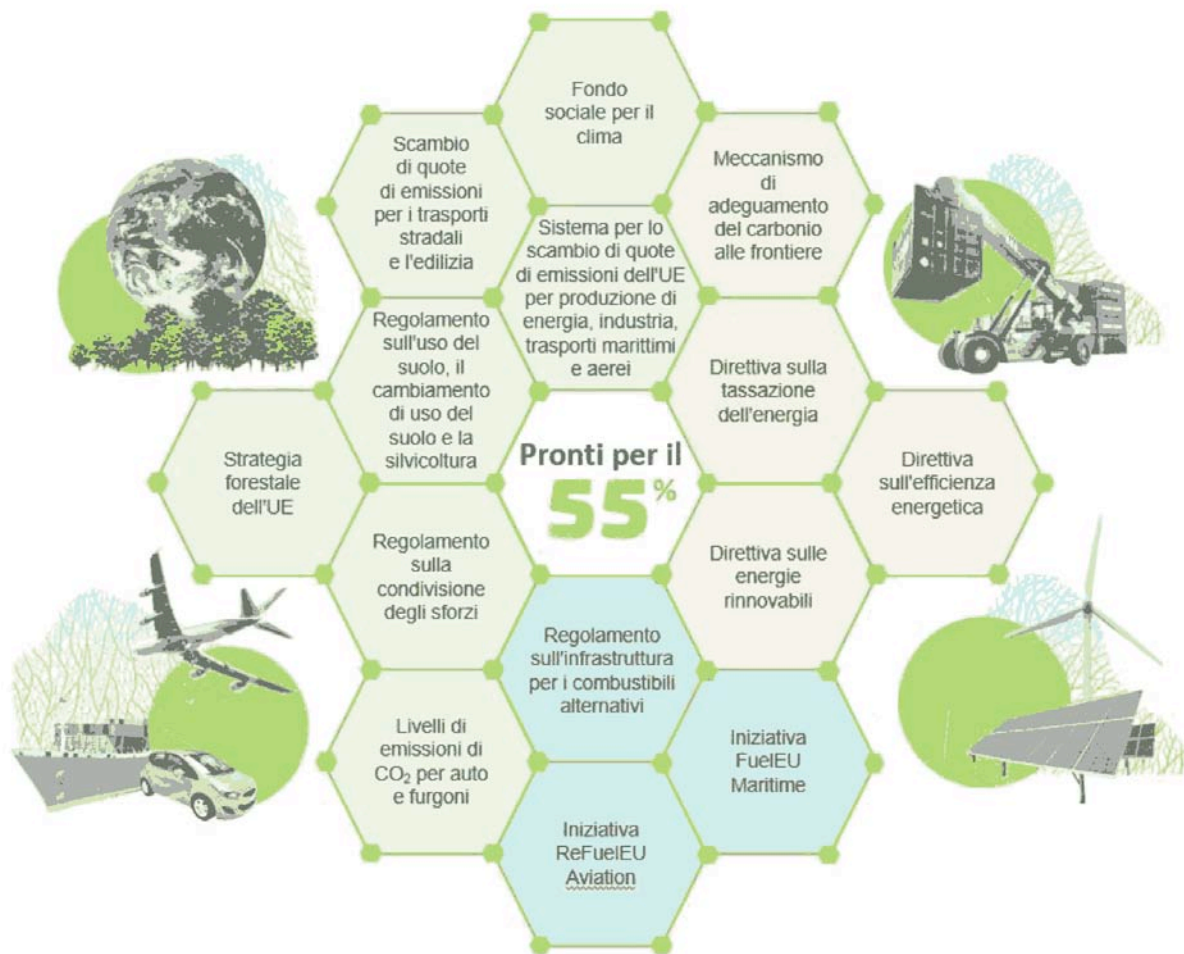 Fondo
sociale per il
clima
Scambio
di quote
di emissioni
per i trasporti
stradali
e l'edilizia
Meccanismo
di
adeguamento
del carbonio
alle frontiere
Sistema per lo
scambio di quote
di emissioni dell'UE
per produzione di
energia, industria,
trasporti marittimi
e aerei
Regolamento
sull'uso del
suolo, il
cambiamento
di uso del
suolo e la
silvicoltura
Direttiva sulla
tassazione
dell'energia
Strategia
forestale
dell'UE
Pronti per il
55%
Direttiva
sull'efficienza
energetica
Regolamento
sulla
condivisione
degli sforzi
Direttiva sulle
energie
rinnovabili
Regolamento
sull'infrastruttura
per i combustibili
alternativi
Livelli di
emissioni di
CO₂ per auto
e furgoni
Iniziativa
FuelEU
Maritime
Iniziativa
ReFuelEU
Aviation